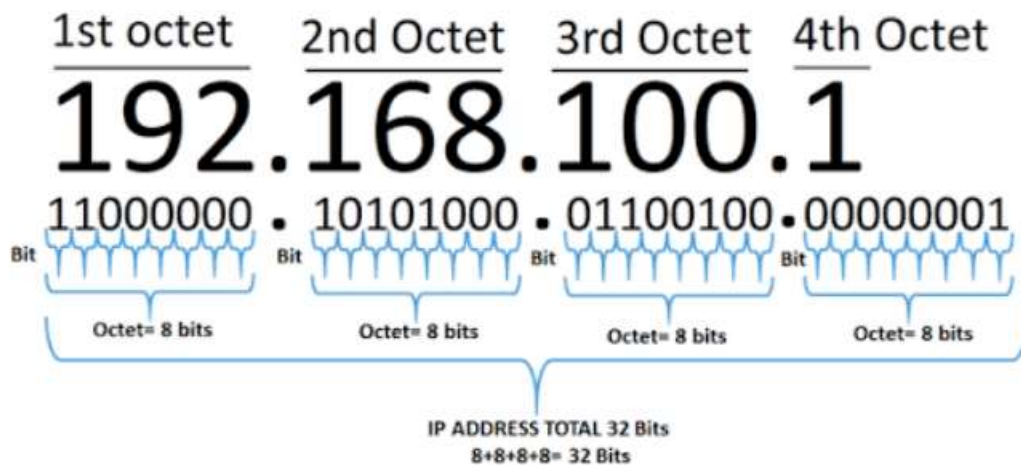 1st octet 2nd Octet 3rd Octet 4th Octet
192.168.100.1
11000000 . 10101000 . 01100100 . 00000001
Bit Bit Bit Bit
Octet= 8 bits Octet= 8 bits Octet= 8 bits Octet= 8 bits
IP ADDRESS TOTAL 32 Bits
8+8+8+8= 32 Bits